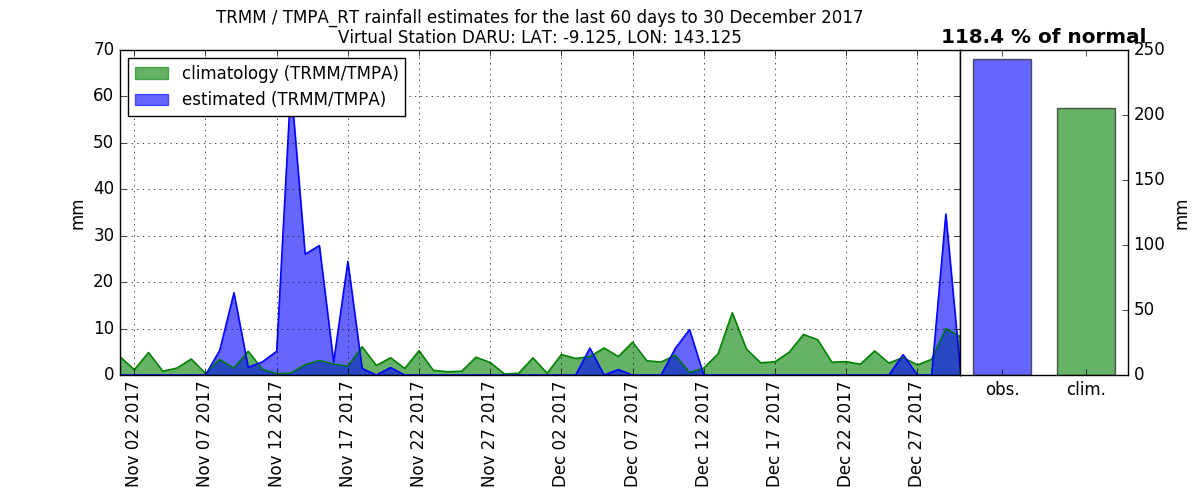 TRMM / TMPA_RT rainfall estimates for the last 60 days to 30 December 2017
Virtual Station DARU: LAT: -9.125, LON: 143.125
118.4 % of normal
climatology (TRMM/TMPA)
estimated (TRMM/TMPA)
mm
70
60
50
40
30
20
10
0
Nov 02 2017
Nov 07 2017
Nov 12 2017
Nov 17 2017
Nov 22 2017
Nov 27 2017
Dec 02 2017
Dec 07 2017
Dec 12 2017
Dec 17 2017
Dec 22 2017
Dec 27 2017
obs.
clim.
250
200
150
100
50
0
mm